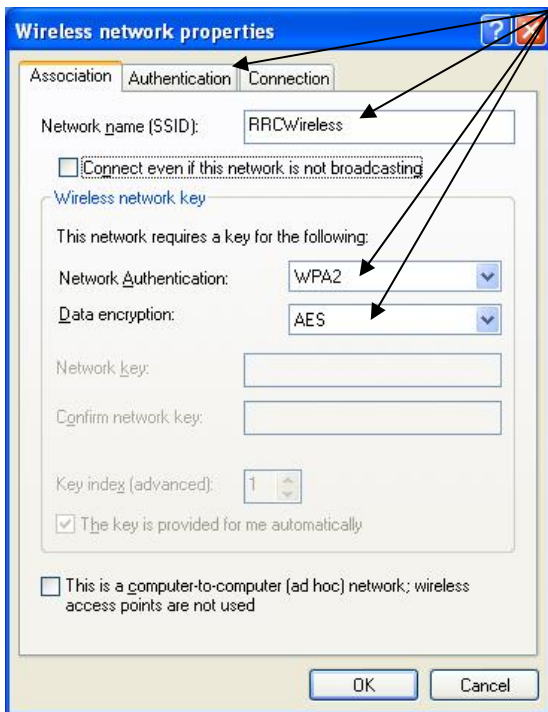 Wireless network properties
Association Authentication Connection
Network name (SSID): RRCWireless
Connect even if this network is not broadcasting
Wireless network key
This network requires a key for the following:
Network Authentication: WPA2
Data encryption: AES
Network key:
Confirm network key:
Key index (advanced): 1
The key is provided for me automatically
This is a computer-to-computer (ad hoc) network; wireless
access points are not used
OK Cancel